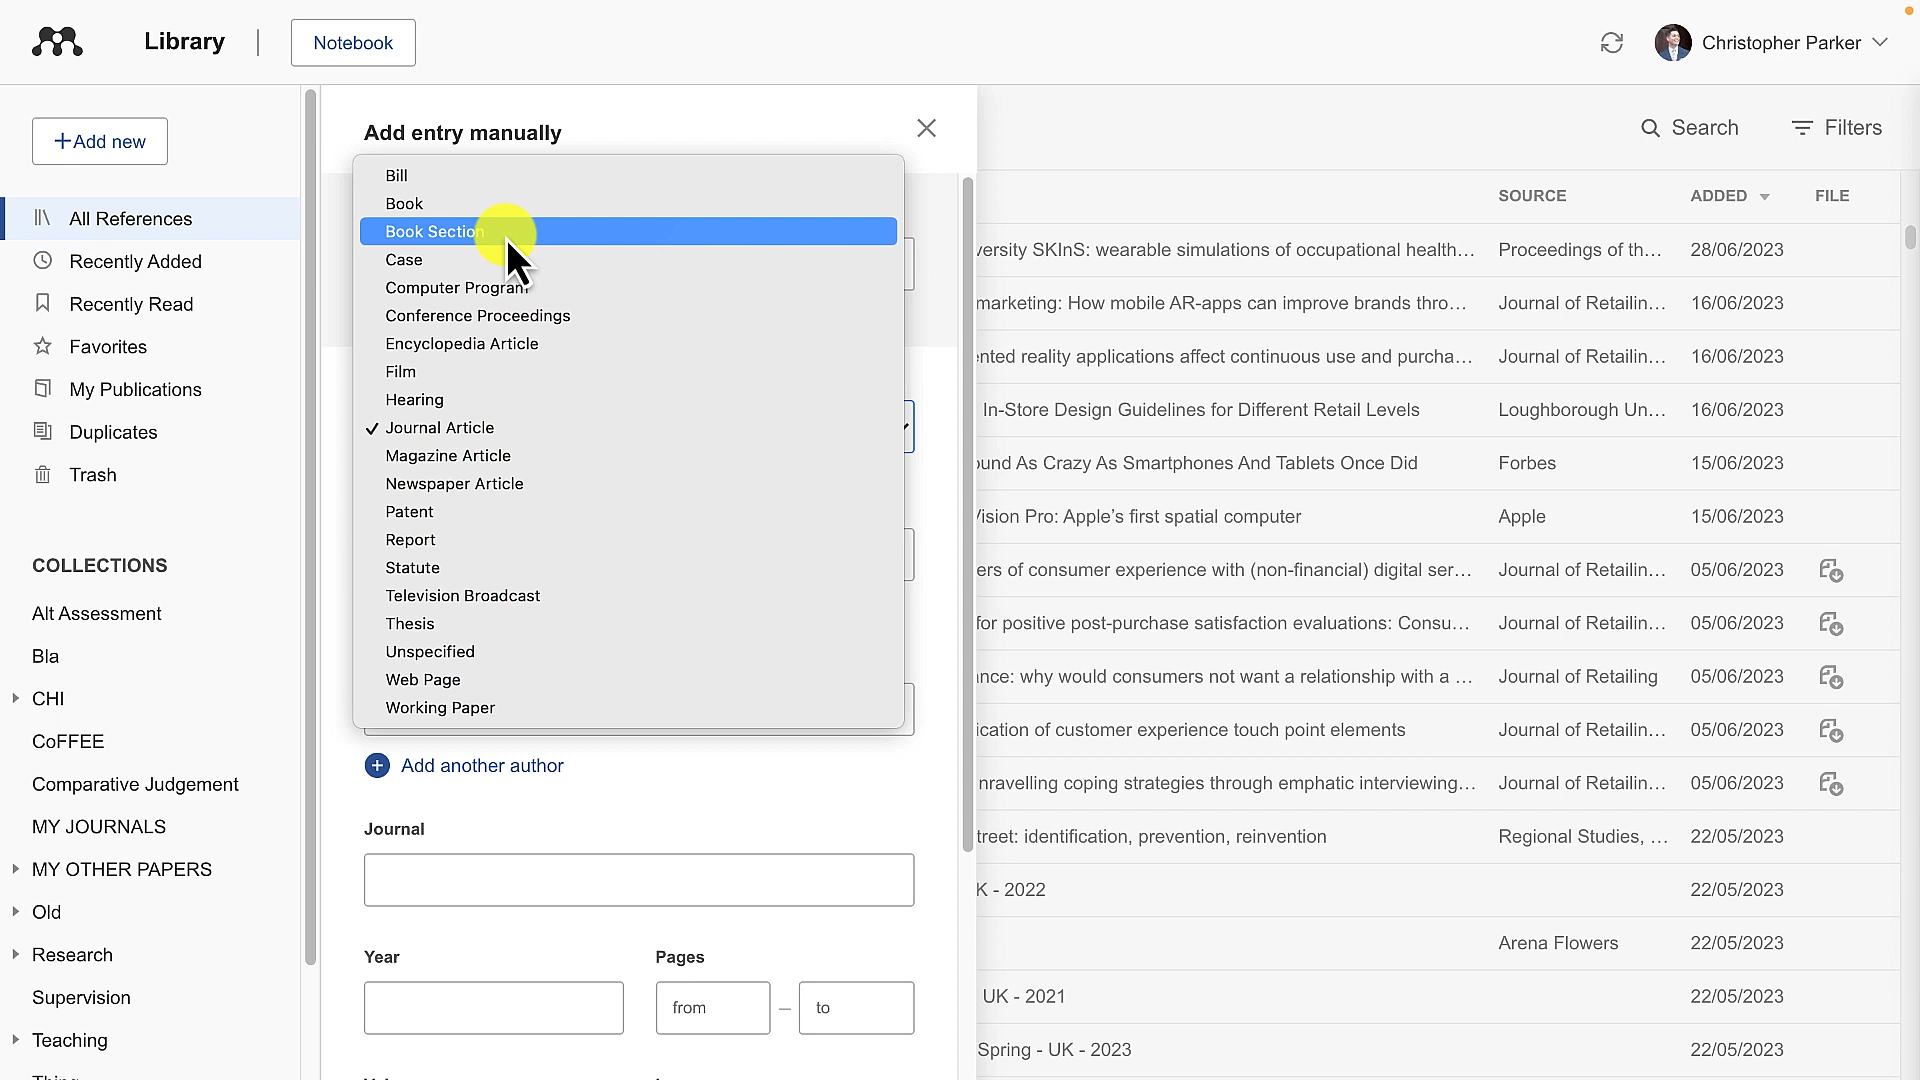 Library
Notebook
Christopher Parker
Add new
All References
Recently Added
Recently Read
Favorites
My Publications
Duplicates
Trash
COLLECTIONS
Alt Assessment
Bla
CHI
CoFFEE
Comparative Judgement
MY JOURNALS
MY OTHER PAPERS
Old
Research
Supervision
Teaching
Add entry manually
Bill
Book
Book Section
Case
Computer Program
Conference Proceedings
Encyclopedia Article
Film
Hearing
Journal Article
Magazine Article
Newspaper Article
Patent
Report
Statute
Television Broadcast
Thesis
Unspecified
Web Page
Working Paper
Add another author
Journal
Year Pages
from – to
Search Filters
SOURCE ADDED FILE
versity SKInS: wearable simulations of occupational health... Proceedings of th... 28/06/2023
marketing: How mobile AR-apps can improve brands thro... Journal of Retailin... 16/06/2023
ented reality applications affect continuous use and purcha... Journal of Retailin... 16/06/2023
In-Store Design Guidelines for Different Retail Levels Loughborough Un... 16/06/2023
ound As Crazy As Smartphones And Tablets Once Did Forbes 15/06/2023
Vision Pro: Apple’s first spatial computer Apple 15/06/2023
ers of consumer experience with (non-financial) digital ser... Journal of Retailin... 05/06/2023
for positive post-purchase satisfaction evaluations: Consu... Journal of Retailin... 05/06/2023
ance: why would consumers not want a relationship with a ... Journal of Retailing 05/06/2023
ication of customer experience touch point elements Journal of Retailin... 05/06/2023
nravelling coping strategies through emphatic interviewing... Journal of Retailin... 05/06/2023
treet: identification, prevention, reinvention Regional Studies, ... 22/05/2023
K - 2022 22/05/2023
Arena Flowers 22/05/2023
UK - 2021 22/05/2023
Spring - UK - 2023 22/05/2023